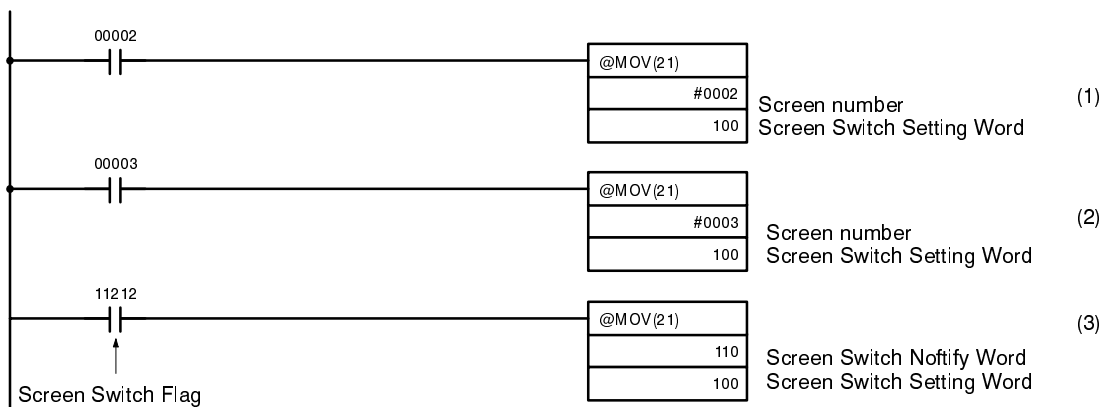 00002
@MOV(21)
#0002
(1)
Screen number
100
Screen Switch Setting Word
00003
@MOV(21)
#0003
(2)
Screen number
100
Screen Switch Setting Word
11212
@MOV(21)
(3)
110
Screen Switch Noftify Word
100
Screen Switch Setting Word
Screen Switch Flag